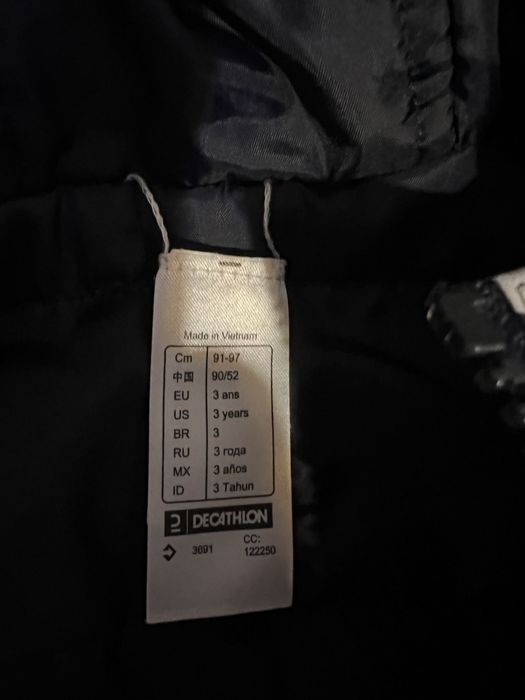 Made in Vietnam
Cm 91-97
中国 90/52
EU 3 ans
US 3 years
BR 3
RU 3 года
MX 3 años
ID 3 Tahun
DECATHLON
3691 CC:
122250